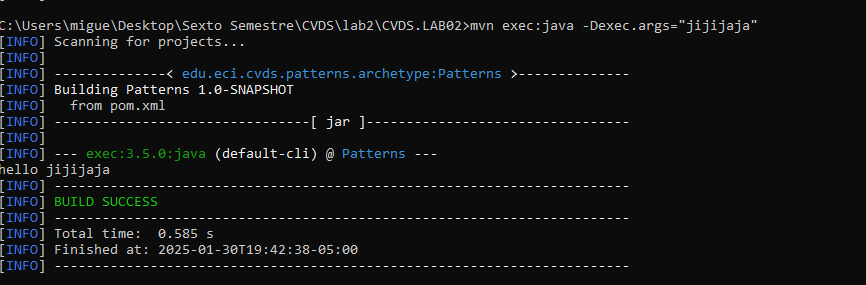 C:\Users\migue\Desktop\Sexto Semestre\CVDS\lab2\CVDS.LAB02>mvn exec:java -Dexec.args="jijijaja"
[INFO] Scanning for projects...
[INFO]
[INFO] --------------< edu.eci.cvds.patterns.archetype:Patterns >--------------
[INFO] Building Patterns 1.0-SNAPSHOT
[INFO]   from pom.xml
[INFO] --------------------------------[ jar ]---------------------------------
[INFO]
[INFO] --- exec:3.5.0:java (default-cli) @ Patterns ---
hello jijijaja
[INFO] ------------------------------------------------------------------------
[INFO] BUILD SUCCESS
[INFO] ------------------------------------------------------------------------
[INFO] Total time:  0.585 s
[INFO] Finished at: 2025-01-30T19:42:38-05:00
[INFO] ------------------------------------------------------------------------